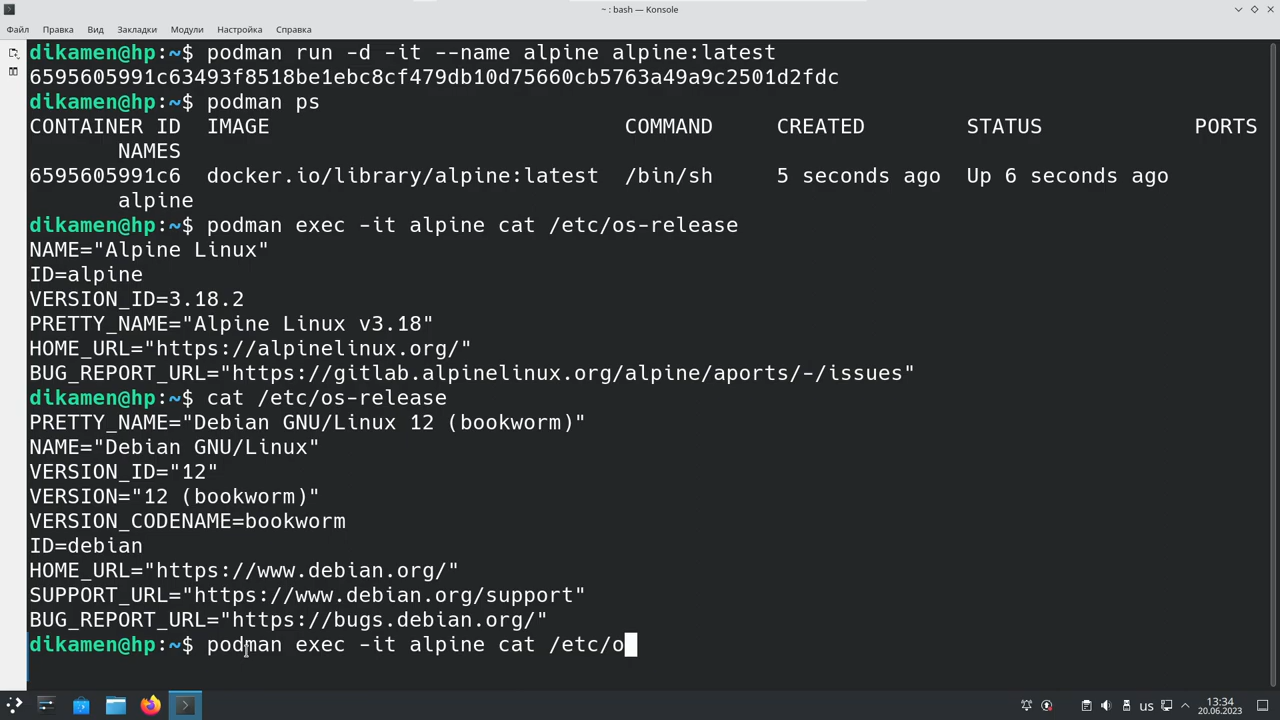 ~ : bash — Konsole
Файл Правка Вид Закладки Модули Настройка Справка
dikamen@hp:~$ podman run -d -it --name alpine alpine:latest
6595605991c63493f8518be1ebc8cf479db10d75660cb5763a49a9c2501d2fdc
dikamen@hp:~$ podman ps
CONTAINER ID  IMAGE                            COMMAND     CREATED        STATUS            PORTS
       NAMES
6595605991c6  docker.io/library/alpine:latest  /bin/sh     5 seconds ago  Up 6 seconds ago
       alpine
dikamen@hp:~$ podman exec -it alpine cat /etc/os-release
NAME="Alpine Linux"
ID=alpine
VERSION_ID=3.18.2
PRETTY_NAME="Alpine Linux v3.18"
HOME_URL="https://alpinelinux.org/"
BUG_REPORT_URL="https://gitlab.alpinelinux.org/alpine/aports/-/issues"
dikamen@hp:~$ cat /etc/os-release
PRETTY_NAME="Debian GNU/Linux 12 (bookworm)"
NAME="Debian GNU/Linux"
VERSION_ID="12"
VERSION="12 (bookworm)"
VERSION_CODENAME=bookworm
ID=debian
HOME_URL="https://www.debian.org/"
SUPPORT_URL="https://www.debian.org/support"
BUG_REPORT_URL="https://bugs.debian.org/"
dikamen@hp:~$ podman exec -it alpine cat /etc/o
us 13:34
20.06.2023